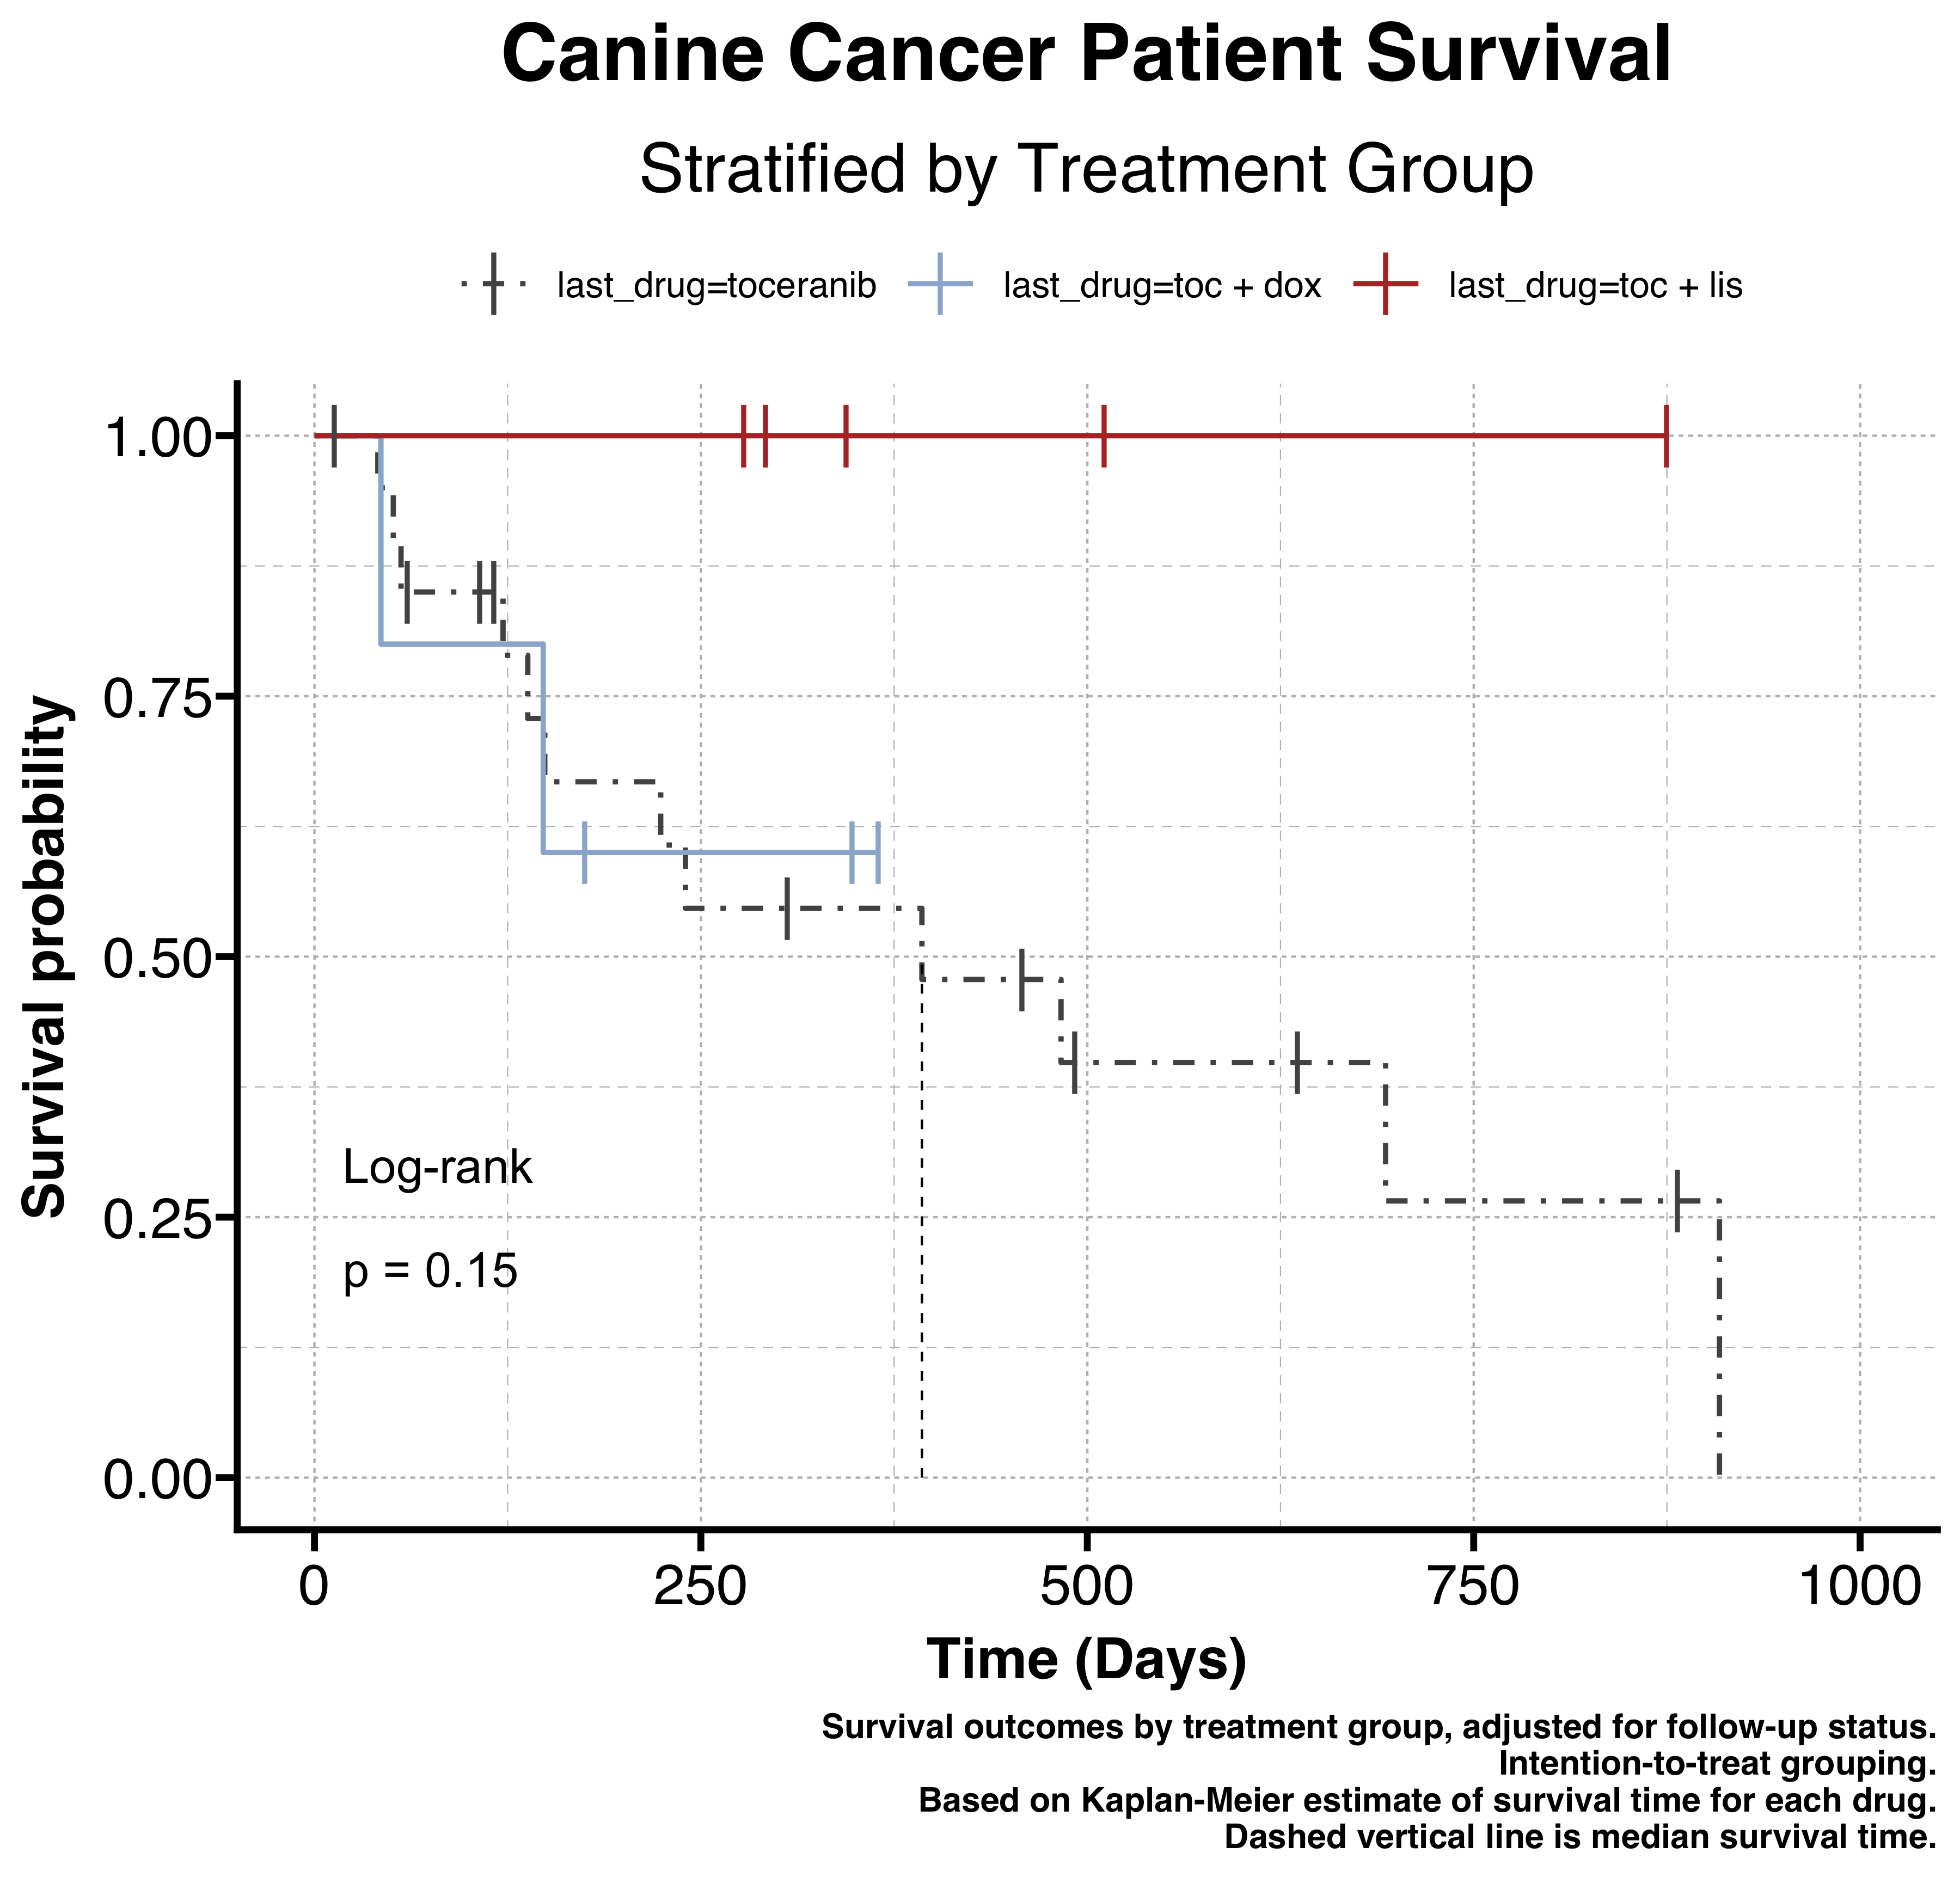 Canine Cancer Patient Survival
Stratified by Treatment Group
last_drug=toceranib last_drug=toc + dox last_drug=toc + lis
Survival probability
1.00
0.75
0.50
0.25
0.00
Log-rank
p = 0.15
0 250 500 750 1000
Time (Days)
Survival outcomes by treatment group, adjusted for follow-up status.
Intention-to-treat grouping.
Based on Kaplan-Meier estimate of survival time for each drug.
Dashed vertical line is median survival time.